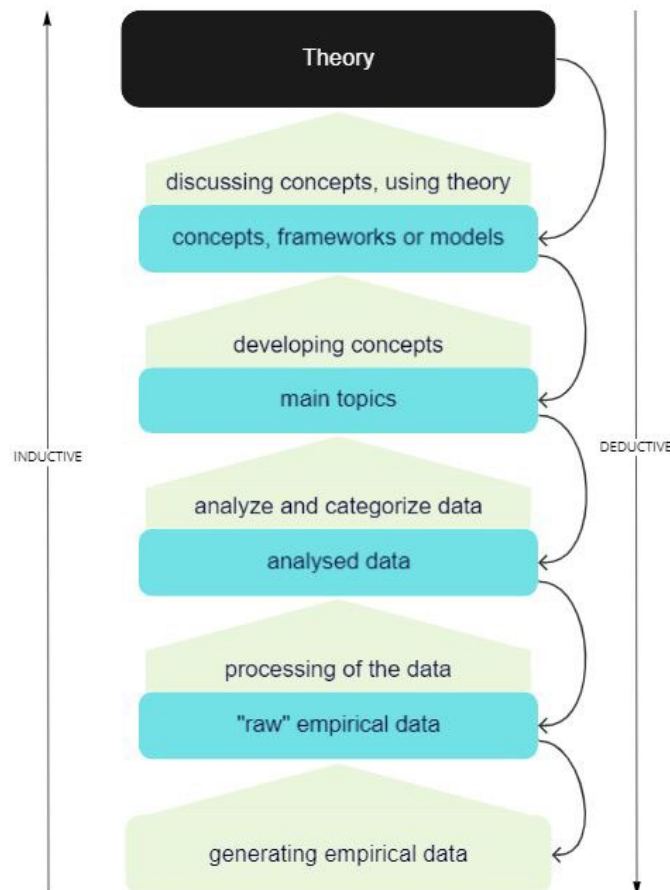 Theory
discussing concepts, using theory
concepts, frameworks or models
developing concepts
main topics
INDUCTIVE
DEDUCTIVE
analyze and categorize data
analysed data
processing of the data
"raw" empirical data
generating empirical data